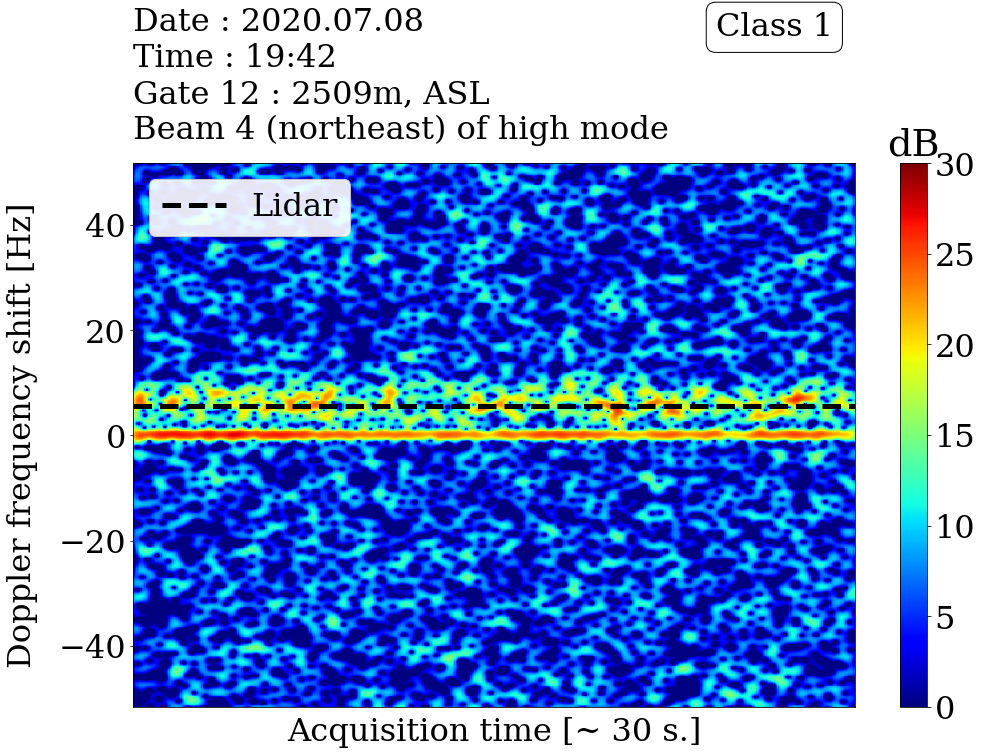 Date : 2020.07.08
Time : 19:42
Gate 12 : 2509m, ASL
Beam 4 (northeast) of high mode
Class 1
dB
Lidar
Doppler frequency shift [Hz]
40
20
0
−20
−40
30
25
20
15
10
5
0
Acquisition time [~ 30 s.]